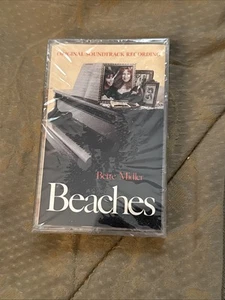 ORIGINAL SOUNDTRACK RECORDING
Bette Midler
Beaches